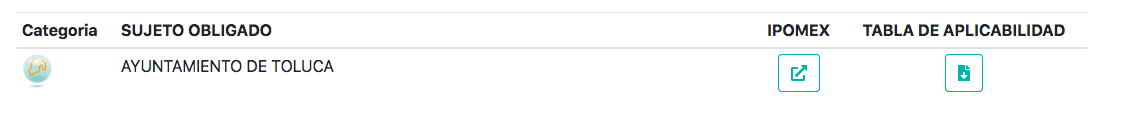 Categoria SUJETO OBLIGADO IPOMEX TABLA DE APLICABILIDAD
AYUNTAMIENTO DE TOLUCA